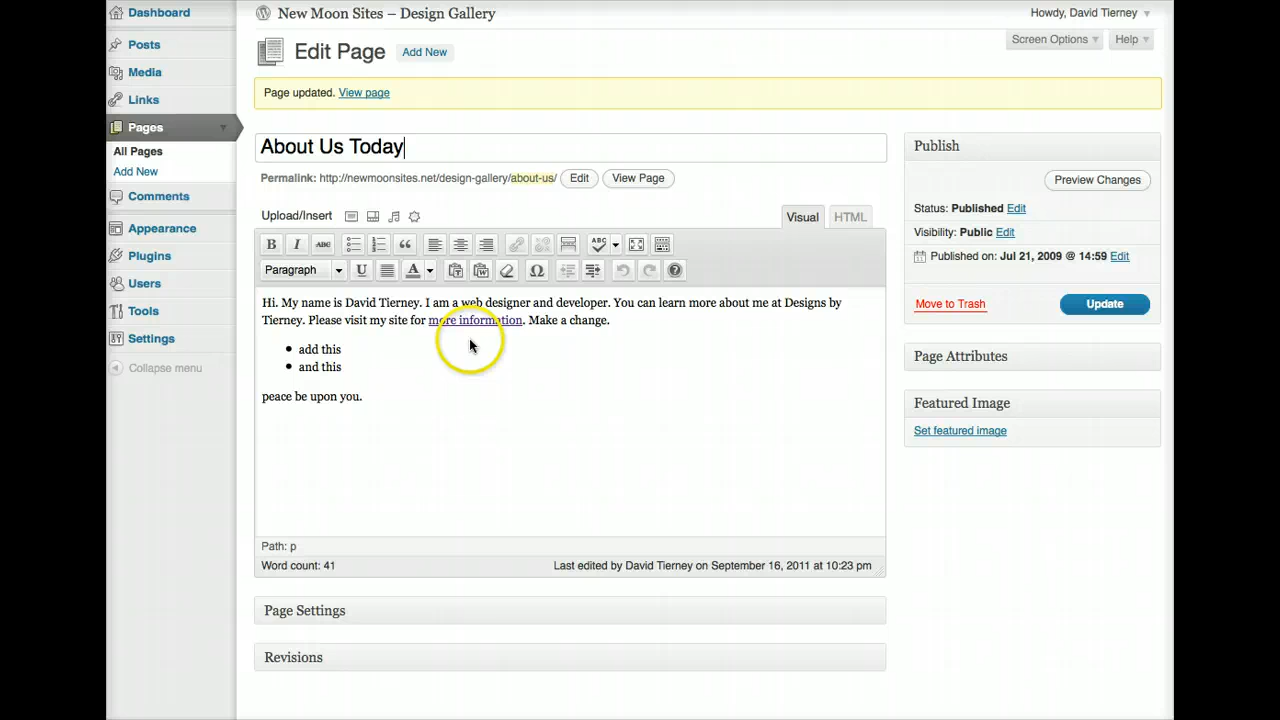 Dashboard
Posts
Media
Links
Pages
All Pages
Add New
Comments
Appearance
Plugins
Users
Tools
Settings
Collapse menu
New Moon Sites – Design Gallery
Howdy, David Tierney
Screen Options
Help
Edit Page
Add New
Page updated. View page
About Us Today
Permalink: http://newmoonsites.net/design-gallery/about-us/
Edit
View Page
Upload/Insert
Visual
HTML
B
I
ABC
ABC
Paragraph
U
A
Ω
Hi. My name is David Tierney. I am a web designer and developer. You can learn more about me at Designs by
Tierney. Please visit my site for more information. Make a change.
• add this
• and this
peace be upon you.
Path: p
Word count: 41
Last edited by David Tierney on September 16, 2011 at 10:23 pm
Page Settings
Revisions
Publish
Preview Changes
Status: Published Edit
Visibility: Public Edit
Published on: Jul 21, 2009 @ 14:59 Edit
Move to Trash
Update
Page Attributes
Featured Image
Set featured image